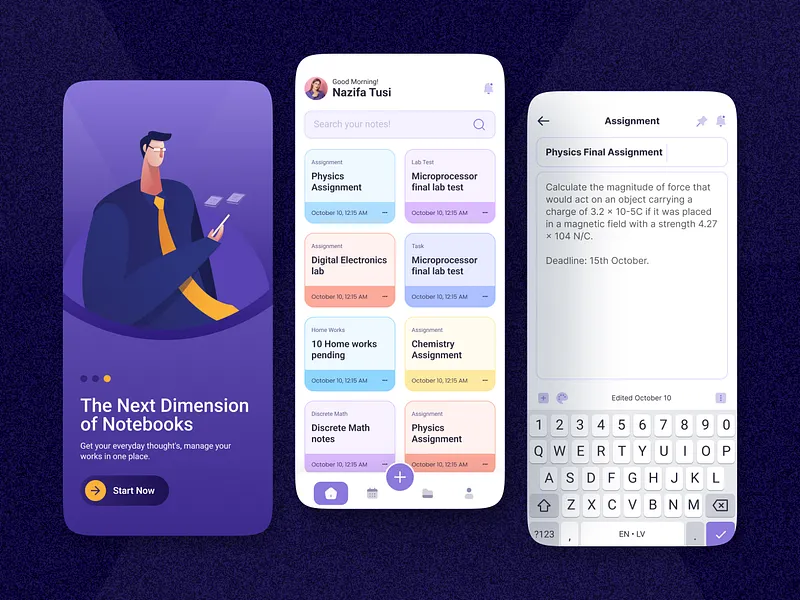 The Next Dimension
of Notebooks
Get your everyday thought's, manage your
works in one place.
Start Now
Good Morning!
Nazifa Tusi
Search your notes!
Assignment
Physics
Assignment
October 10, 12:15 AM
Lab Test
Microprocessor
final lab test
October 10, 12:15 AM
Assignment
Digital Electronics
lab
October 10, 12:15 AM
Task
Microprocessor
final lab test
October 10, 12:15 AM
Home Works
10 Home works
pending
October 10, 12:15 AM
Assignment
Chemistry
Assignment
October 10, 12:15 AM
Discrete Math
Discrete Math
notes
October 10, 12:15 AM
Assignment
Physics
Assignment
October 10, 12:15 AM
Assignment
Physics Final Assignment
Calculate the magnitude of force that
would act on an object carrying a
charge of 3.2 × 10-5C if it was placed
in a magnetic field with a strength 4.27
× 104 N/C.
Deadline: 15th October.
Edited October 10
1 2 3 4 5 6 7 8 9 0
Q W E R T Y U I O P
A S D F G H J K L
Z X C V B N M
?123 , EN • LV .